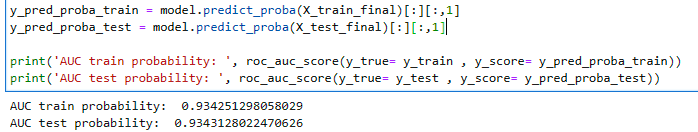 y_pred_proba_train = model.predict_proba(X_train_final)[:][:,1]
y_pred_proba_test = model.predict_proba(X_test_final)[:][:,1]
print('AUC train probability: ', roc_auc_score(y_true= y_train , y_score= y_pred_proba_train))
print('AUC test probability: ', roc_auc_score(y_true= y_test , y_score= y_pred_proba_test))
AUC train probability:  0.934251298058029
AUC test probability:  0.9343128022470626